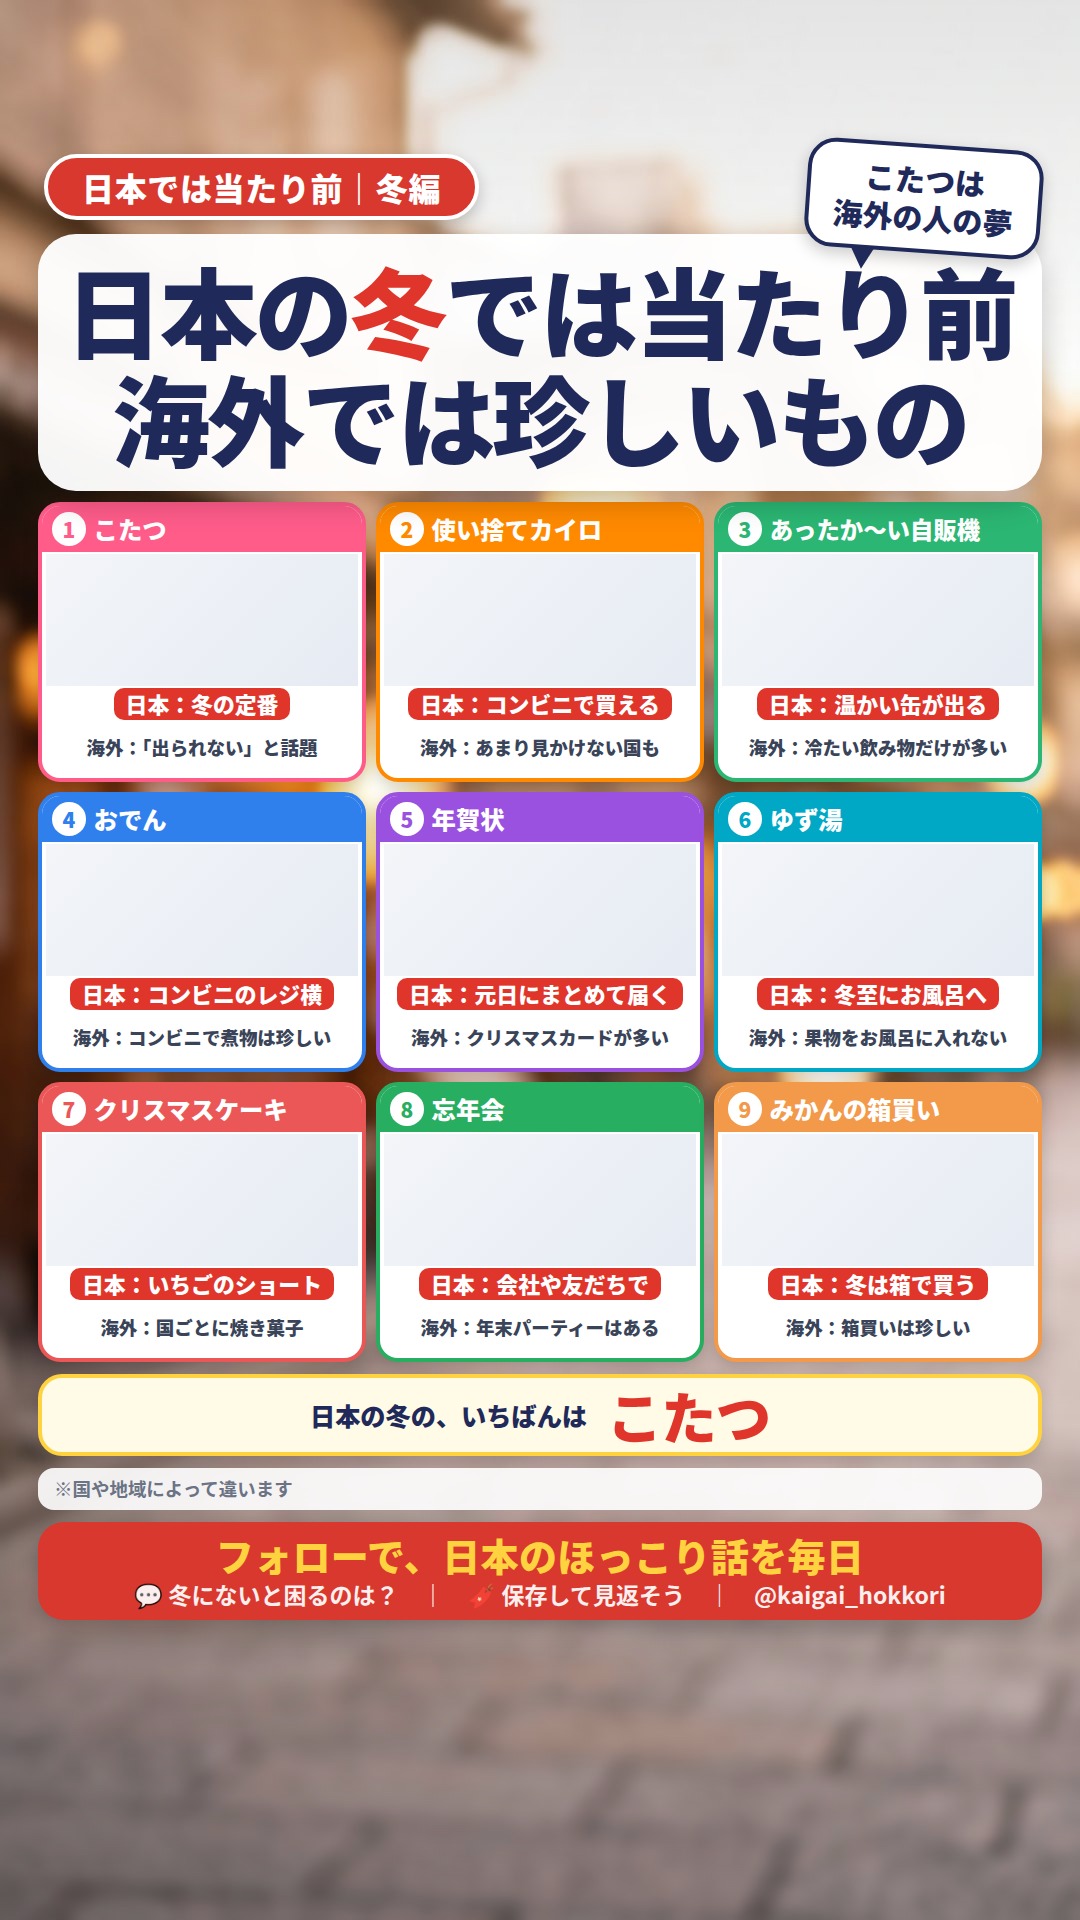 日本では当たり前｜冬編
こたつは
海外の人の夢
日本の冬では当たり前
海外では珍しいもの
1 こたつ
日本：冬の定番
海外：「出られない」と話題
2 使い捨てカイロ
日本：コンビニで買える
海外：あまり見かけない国も
3 あったか〜い自販機
日本：温かい缶が出る
海外：冷たい飲み物だけが多い
4 おでん
日本：コンビニのレジ横
海外：コンビニで煮物は珍しい
5 年賀状
日本：元日にまとめて届く
海外：クリスマスカードが多い
6 ゆず湯
日本：冬至にお風呂へ
海外：果物をお風呂に入れない
7 クリスマスケーキ
日本：いちごのショート
海外：国ごとに焼き菓子
8 忘年会
日本：会社や友だちで
海外：年末パーティーはある
9 みかんの箱買い
日本：冬は箱で買う
海外：箱買いは珍しい
日本の冬の、いちばんは こたつ
※国や地域によって違います
フォローで、日本のほっこり話を毎日
💬 冬にないと困るのは？ ｜ 🔖 保存して見返そう ｜ @kaigai_hokkori